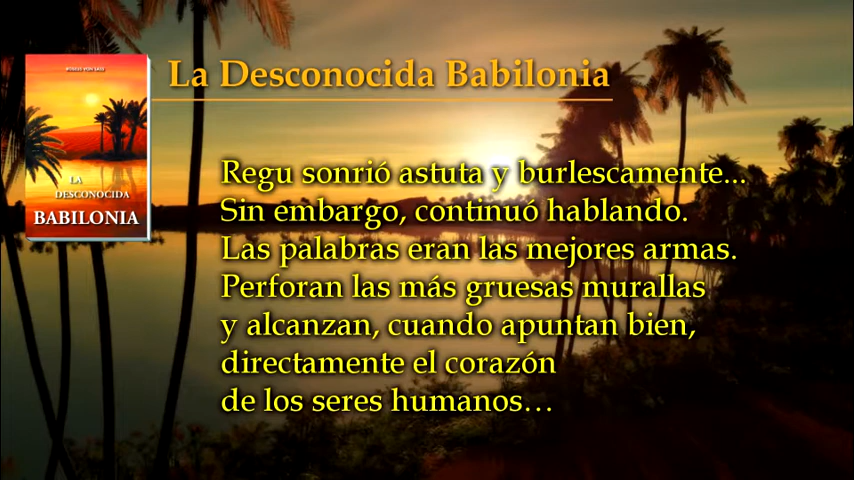 La Desconocida Babilonia
LA
DESCONOCIDA
BABILONIA
Regu sonrió astuta y burlescamente...
Sin embargo, continuó hablando.
Las palabras eran las mejores armas.
Perforan las más gruesas murallas
y alcanzan, cuando apuntan bien,
directamente el corazón
de los seres humanos…